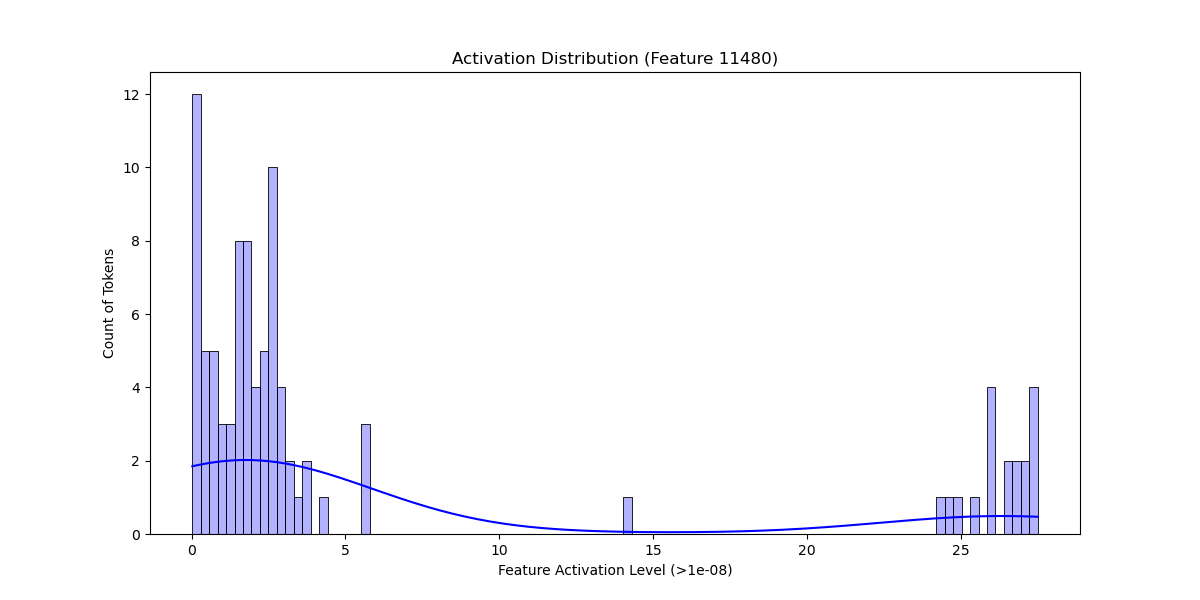 Activation Distribution (Feature 11480)
12
10
8
6
4
2
0
Count of Tokens
0 5 10 15 20 25
Feature Activation Level (>1e-08)